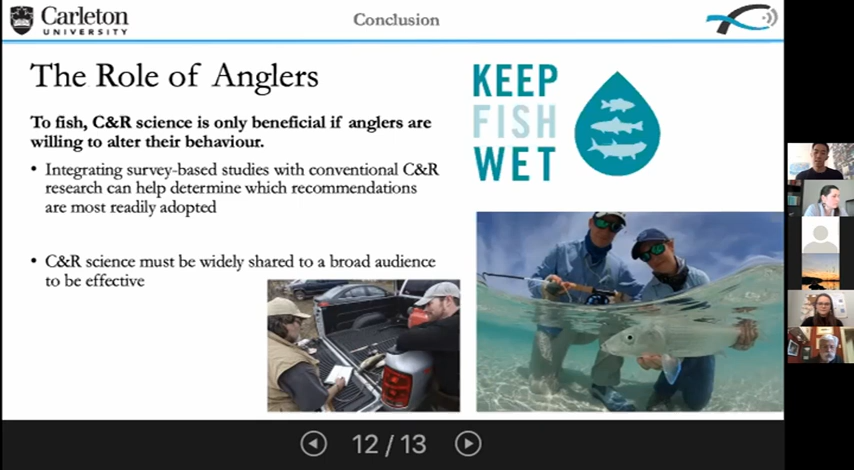 Carleton
UNIVERSITY
Conclusion
The Role of Anglers
To fish, C&R science is only beneficial if anglers are
willing to alter their behaviour.
• Integrating survey-based studies with conventional C&R
research can help determine which recommendations
are most readily adopted
• C&R science must be widely shared to a broad audience
to be effective
KEEP
FISH
WET
12 / 13